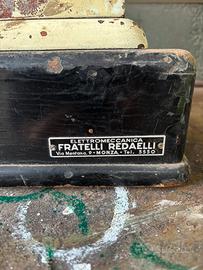 ELETTROMECCANICA
FRATELLI REDAELLI
Via Mentana, 9 - MONZA - Tel. 5550